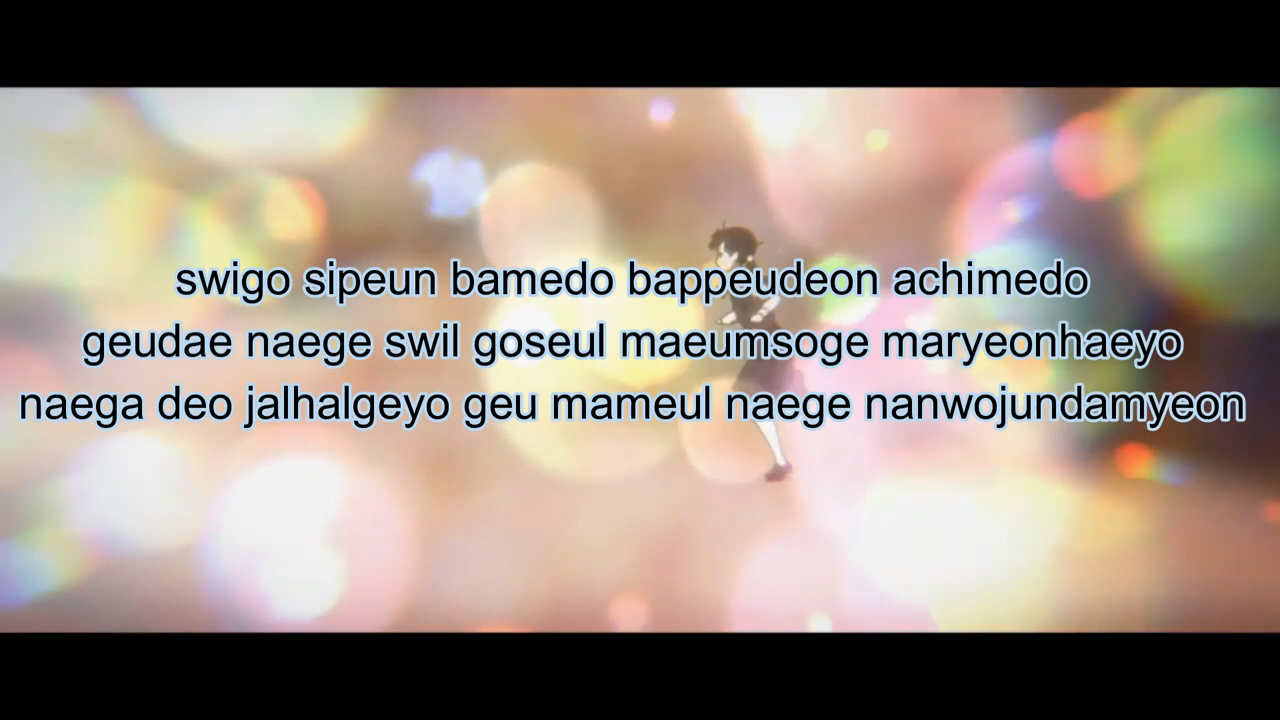 swigo sipeun bamedo bappeudeon achimedo
geudae naege swil goseul maeumsoge maryeonhaeyo
naega deo jalhalgeyo geu mameul naege nanwojundamyeon